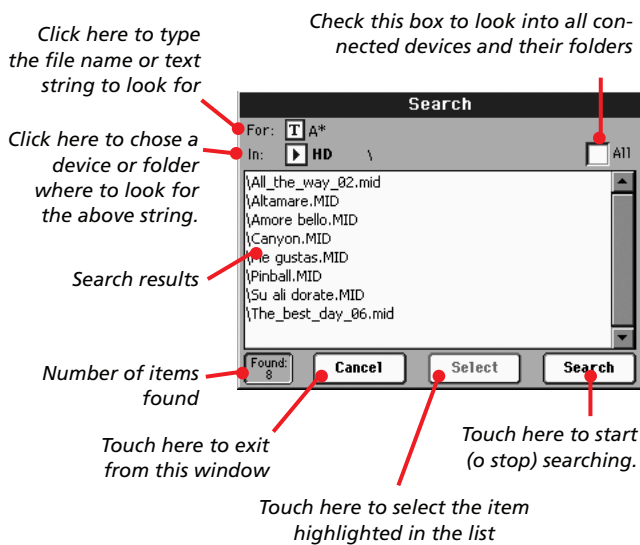 Click here to type
the file name or text
string to look for
Check this box to look into all con-
nected devices and their folders
Click here to chose a
device or folder
where to look for
the above string.
Search results
Number of items
found
Search
For: T A*
In: HD \
All
\All_the_way_02.mid
\Altamare.MID
\Amore bello.MID
\Canyon.MID
\Me gustas.MID
\Pinball.MID
\Su ali dorate.MID
\The_best_day_06.mid
Found:
8
Cancel
Select
Search
Touch here to exit
from this window
Touch here to start
(o stop) searching.
Touch here to select the item
highlighted in the list